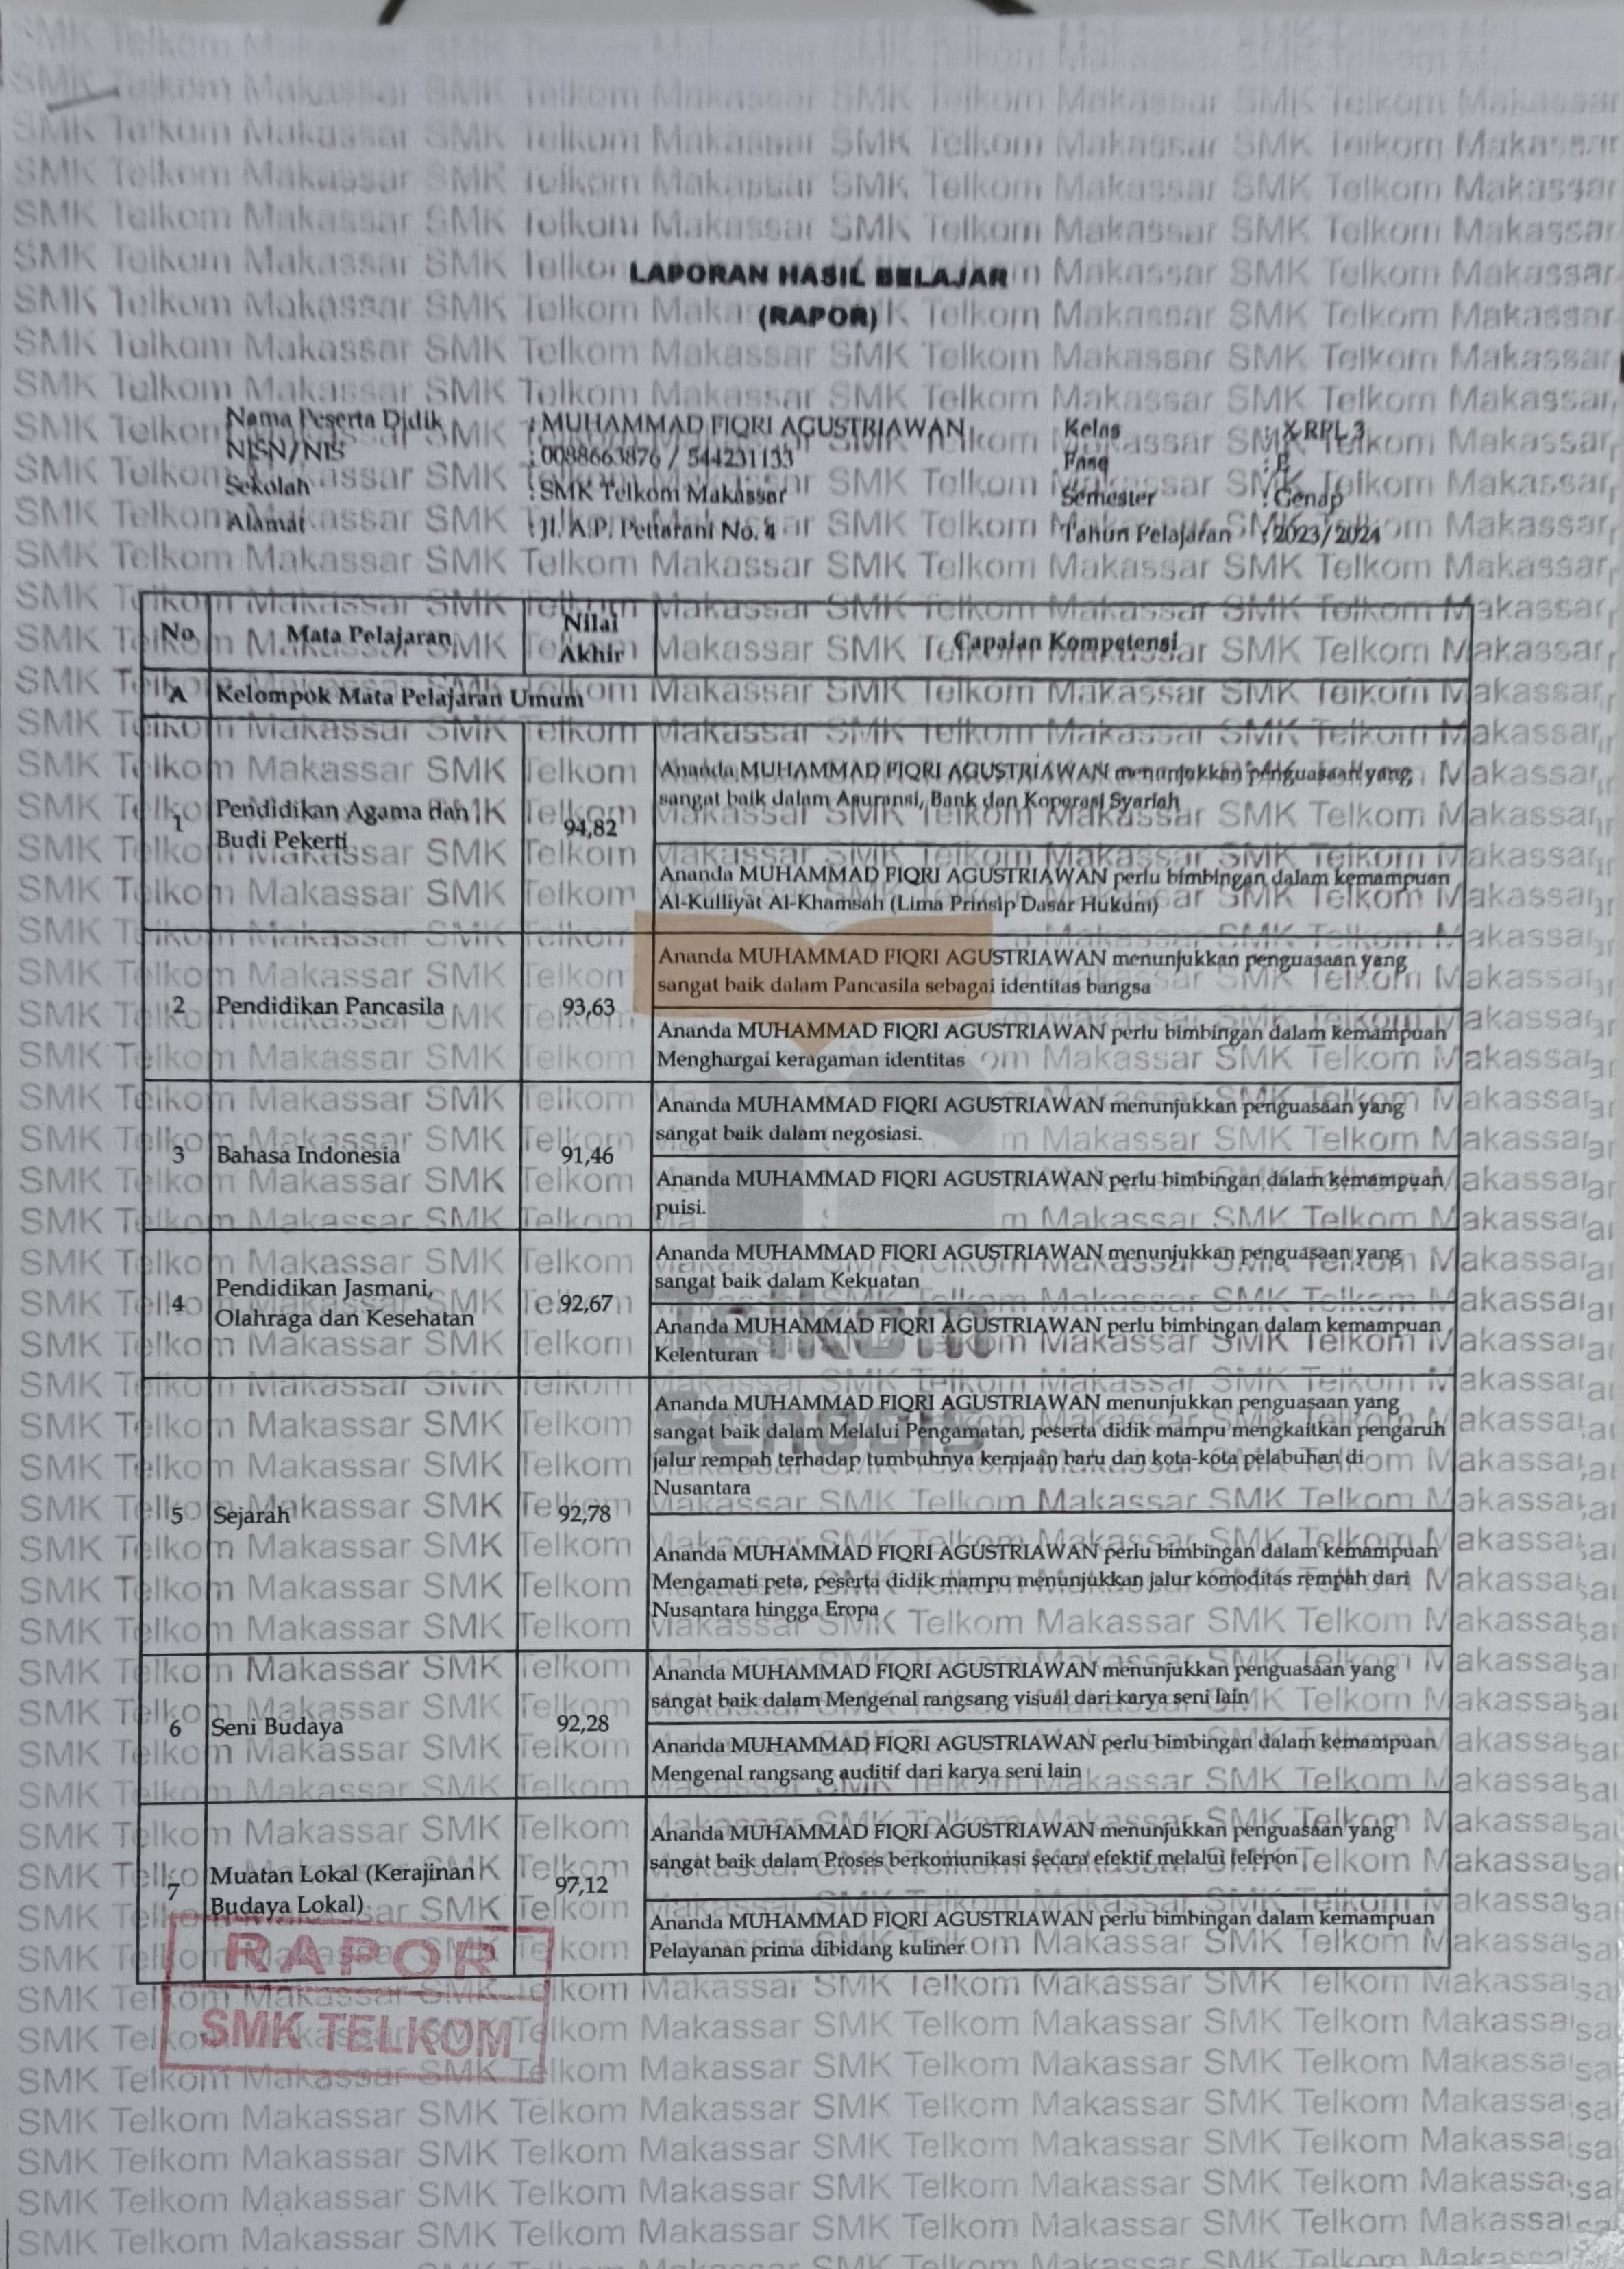 LAPORAN HASIL BELAJAR
(RAPOR)
Nama Peserta Didik : MUHAMMAD FIQRI AGUSTRIAWAN Kelas : X RPL 3
NISN/NIS : 0088663876 / 544231133 Fase : E
Sekolah : SMK Telkom Makassar Semester : Genap
Alamat : Jl. A.P. Pettarani No. 4 Tahun Pelajaran : 2023/2024
No Mata Pelajaran Nilai Akhir Capaian Kompetensi
A Kelompok Mata Pelajaran Umum
1 Pendidikan Agama dan Budi Pekerti 94,82
Ananda MUHAMMAD FIQRI AGUSTRIAWAN menunjukkan penguasaan yang
sangat baik dalam Asuransi, Bank dan Koperasi Syariah
Ananda MUHAMMAD FIQRI AGUSTRIAWAN perlu bimbingan dalam kemampuan
Al-Kulliyat Al-Khamsah (Lima Prinsip Dasar Hukum)
2 Pendidikan Pancasila 93,63
Ananda MUHAMMAD FIQRI AGUSTRIAWAN menunjukkan penguasaan yang
sangat baik dalam Pancasila sebagai identitas bangsa
Ananda MUHAMMAD FIQRI AGUSTRIAWAN perlu bimbingan dalam kemampuan
Menghargai keragaman identitas
3 Bahasa Indonesia 91,46
Ananda MUHAMMAD FIQRI AGUSTRIAWAN menunjukkan penguasaan yang
sangat baik dalam negosiasi.
Ananda MUHAMMAD FIQRI AGUSTRIAWAN perlu bimbingan dalam kemampuan
puisi.
4 Pendidikan Jasmani, Olahraga dan Kesehatan 92,67
Ananda MUHAMMAD FIQRI AGUSTRIAWAN menunjukkan penguasaan yang
sangat baik dalam Kekuatan
Ananda MUHAMMAD FIQRI AGUSTRIAWAN perlu bimbingan dalam kemampuan
Kelenturan
5 Sejarah 92,78
Ananda MUHAMMAD FIQRI AGUSTRIAWAN menunjukkan penguasaan yang
sangat baik dalam Melalui Pengamatan, peserta didik mampu mengkaitkan pengaruh
jalur rempah terhadap tumbuhnya kerajaan baru dan kota-kota pelabuhan di
Nusantara
Ananda MUHAMMAD FIQRI AGUSTRIAWAN perlu bimbingan dalam kemampuan
Mengamati peta, peserta didik mampu menunjukkan jalur komoditas rempah dari
Nusantara hingga Eropa
6 Seni Budaya 92,28
Ananda MUHAMMAD FIQRI AGUSTRIAWAN menunjukkan penguasaan yang
sangat baik dalam Mengenal rangsang visual dari karya seni lain
Ananda MUHAMMAD FIQRI AGUSTRIAWAN perlu bimbingan dalam kemampuan
Mengenal rangsang auditif dari karya seni lain
7 Muatan Lokal (Kerajinan Budaya Lokal) 97,12
Ananda MUHAMMAD FIQRI AGUSTRIAWAN menunjukkan penguasaan yang
sangat baik dalam Proses berkomunikasi secara efektif melalui telepon
Ananda MUHAMMAD FIQRI AGUSTRIAWAN perlu bimbingan dalam kemampuan
Pelayanan prima dibidang kuliner
Telkom
Schools
RAPOR
SMK TELKOM